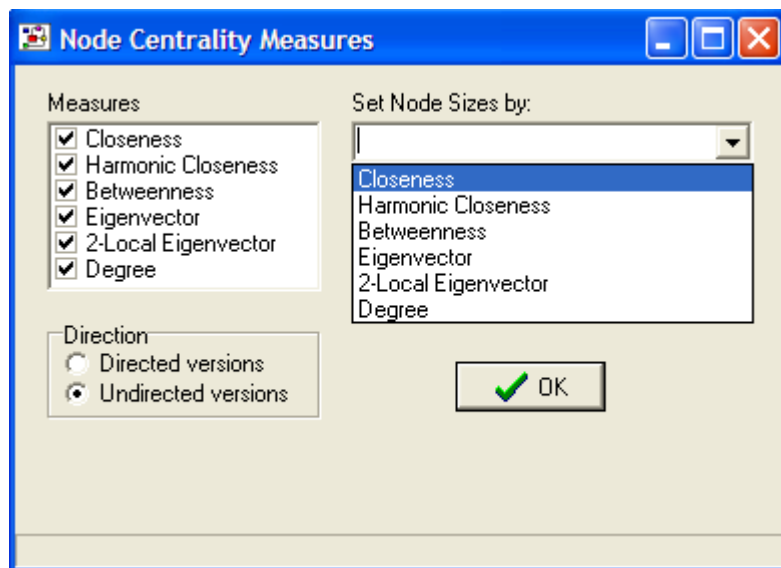 Node Centrality Measures
Measures
Closeness
Harmonic Closeness
Betweenness
Eigenvector
2-Local Eigenvector
Degree
Direction
Directed versions
Undirected versions
Set Node Sizes by:
Closeness
Harmonic Closeness
Betweenness
Eigenvector
2-Local Eigenvector
Degree
OK